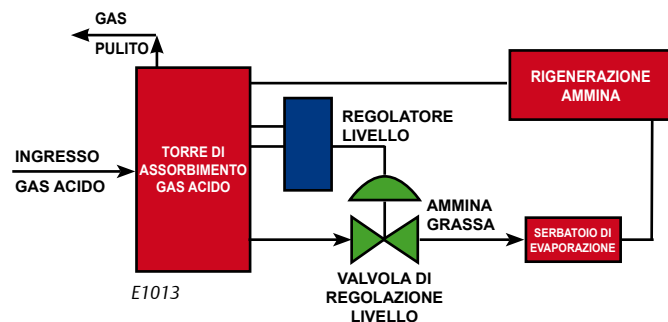 GAS
PULITO
INGRESSO
GAS ACIDO
TORRE DI
ASSORBIMENTO
GAS ACIDO
REGOLATORE
LIVELLO
RIGENERAZIONE
AMMINA
AMMINA
GRASSA
SERBATOIO DI
EVAPORAZIONE
VALVOLA DI
REGOLAZIONE
LIVELLO
E1013